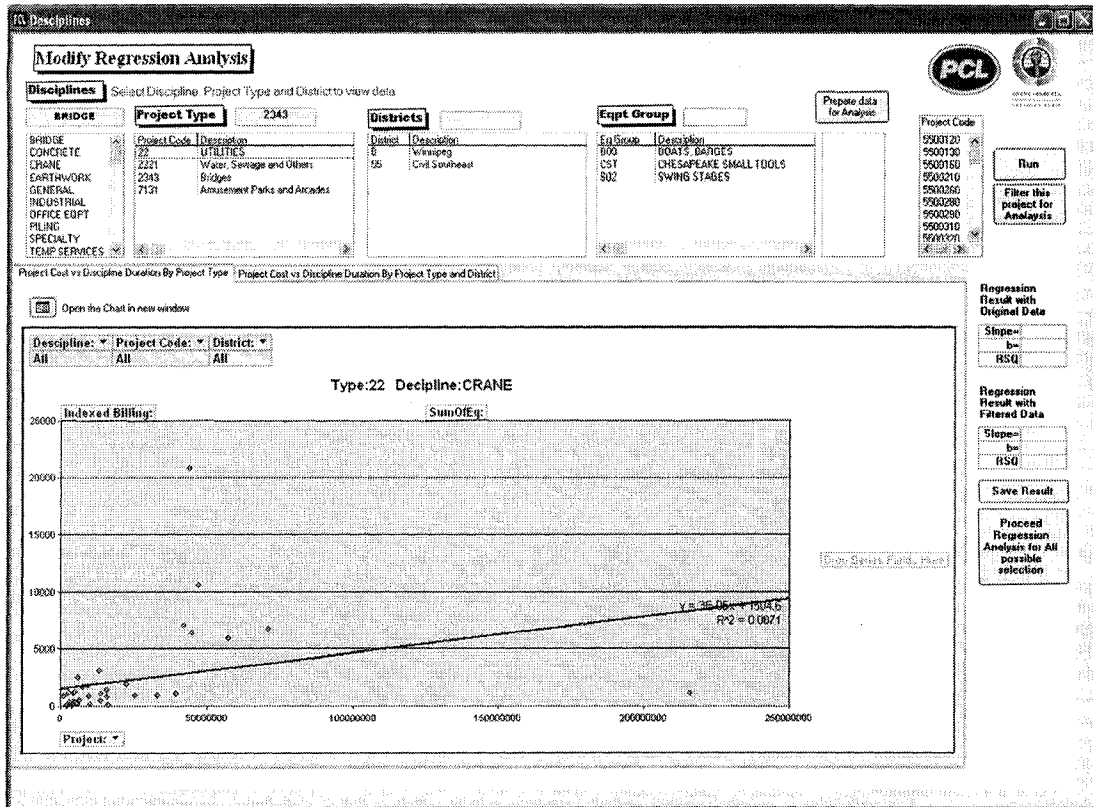 PCL Desciplines
Modify Regression Analysis
PCL
Disciplines Select Discipline, Project Type and District to view data
BRIDGE Project Type 2343 Districts Eqpt Group
Prepare data for Analysis
BRIDGE
CONCRETE
CRANE
EARTHWORK
GENERAL
INDUSTRIAL
OFFICE EQPT
PILING
SPECIALTY
TEMP SERVICES
Project Code Description
22 UTILITIES
2221 Water, Sewage and Others
2343 Bridges
7131 Amusement Parks and Arcades
District Description
Winnipeg
55 Civil Southeast
Eq Group Description
BOATS, BARGES
CST CHESAPEAKE SMALL TOOLS
S02 SWING STAGES
Project Code
5500120
5500130
5500160
5500210
5500260
5500280
5500290
5500310
5500320
Run
Filter this
project for
Analaysis
Project Cost vs Discipline Duration By Project Type Project Cost vs Discipline Duration By Project Type and District
Open the Chart in new window
Descipline: Project Code: District:
All All All
Type:22 Decipline:CRANE
Indexed Billing: SumOfEq:
25000
20000
15000
10000
5000
0
y = 3E-05x + 1504.6
R^2 = 0.0871
0 50000000 100000000 150000000 200000000 250000000
Project:
Drop Series Fields Here
Regression
Result with
Original Data
Slope=
b=
RSQ
Regression
Result with
Filtered Data
Slope=
b=
RSQ
Save Result
Proceed
Regression
Analysis for All
possible
selection